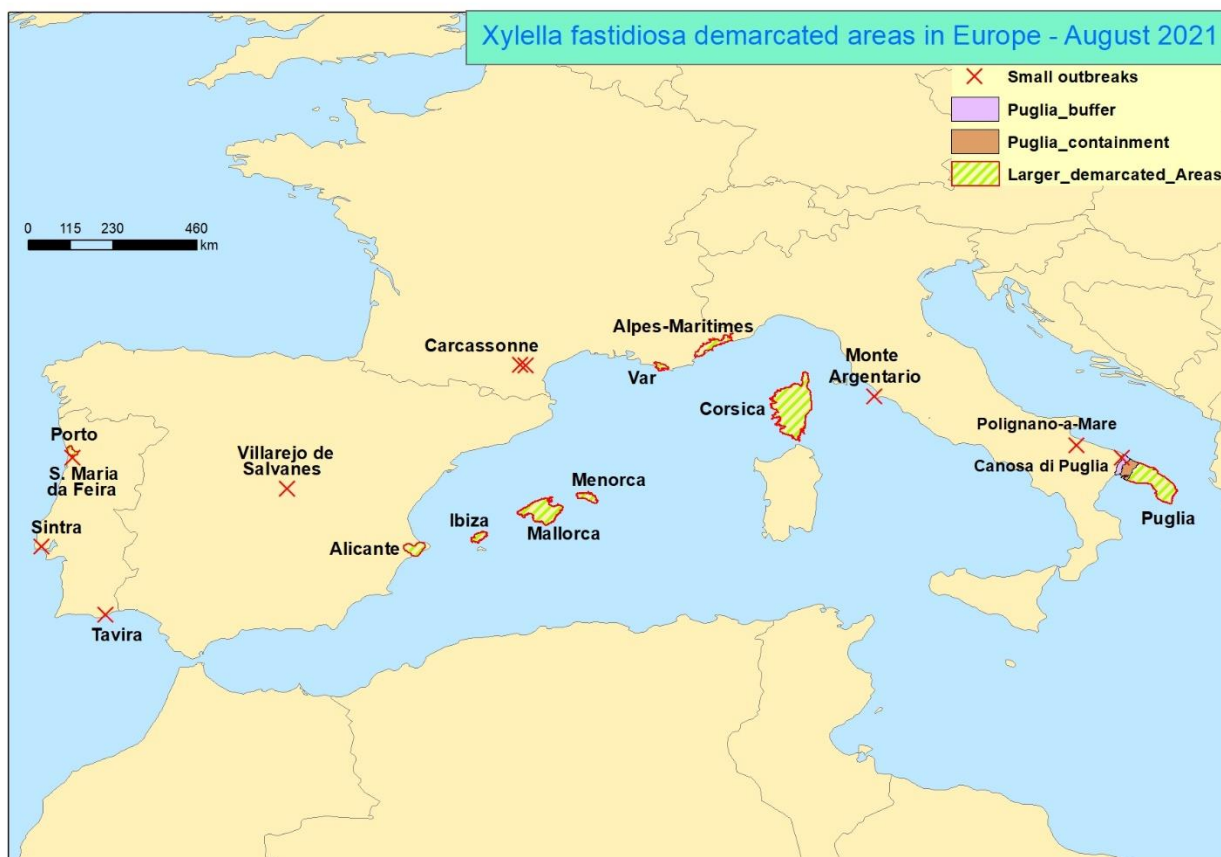 Xylella fastidiosa demarcated areas in Europe - August 2021
Small outbreaks
Puglia_buffer
Puglia_containment
Larger_demarcated_Areas
0 115 230 460
km
Alpes-Maritimes
Carcassonne
Var
Monte
Argentario
Corsica
Polignano-a-Mare
Canosa di Puglia
Puglia
Porto
S. Maria
da Feira
Villarejo de
Salvanes
Menorca
Ibiza
Mallorca
Sintra
Alicante
Tavira